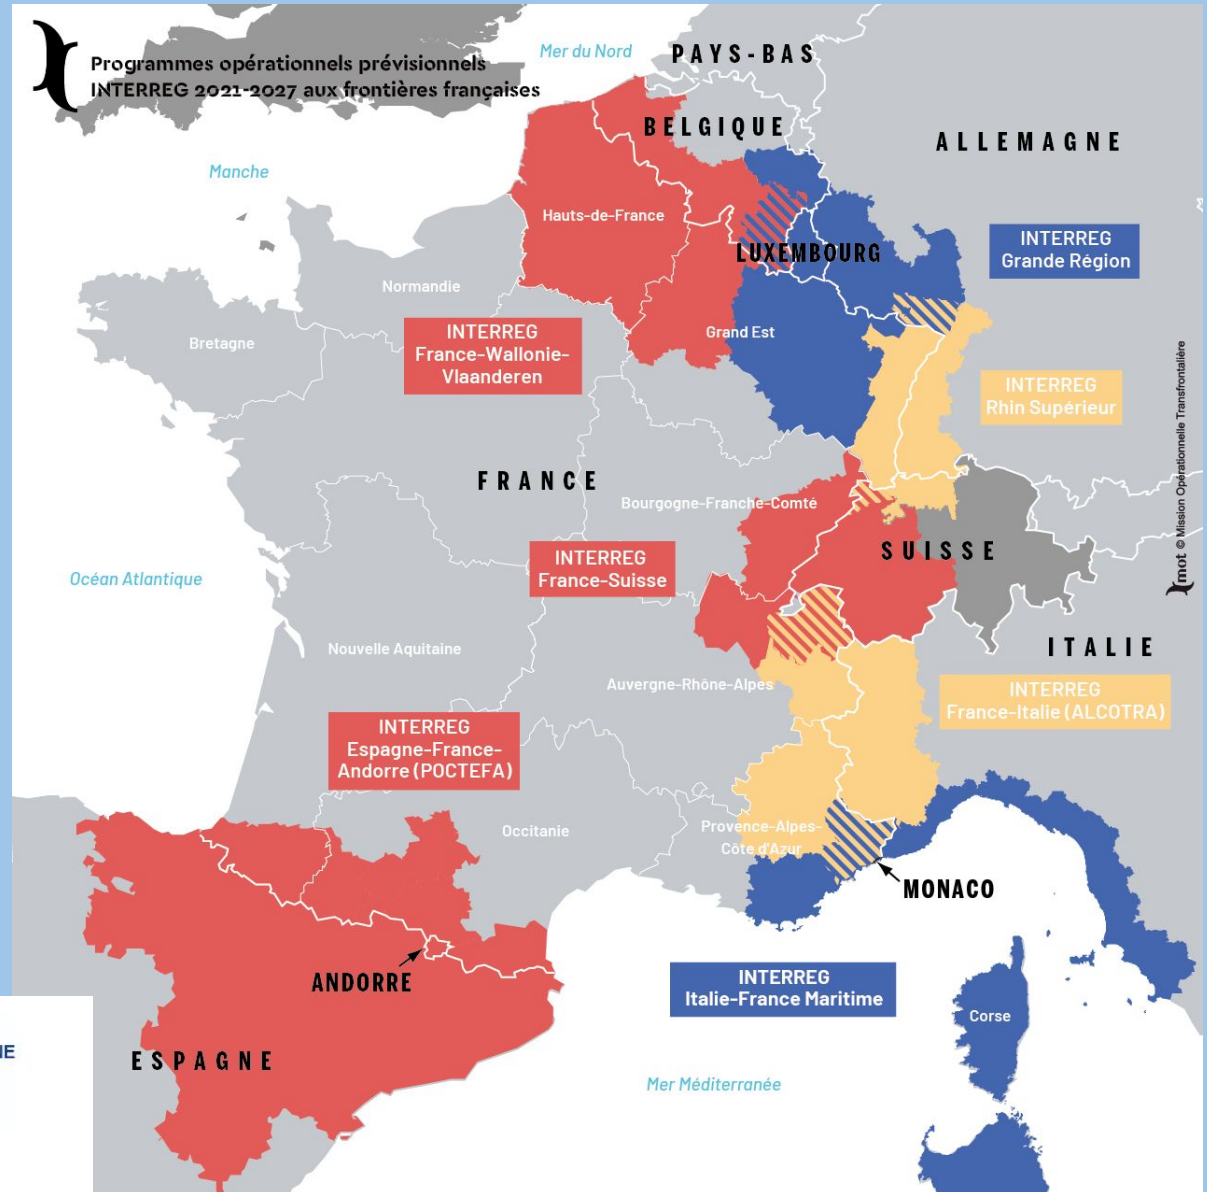 Programmes opérationnels prévisionnels
INTERREG 2021-2027 aux frontières françaises
Mer du Nord
PAYS-BAS
BELGIQUE
ALLEMAGNE
Manche
Hauts-de-France
LUXEMBOURG
INTERREG
Grande Région
Normandie
Bretagne
INTERREG
France-Wallonie-
Vlaanderen
Grand Est
INTERREG
Rhin Supérieur
FRANCE
Bourgogne-Franche-Comté
SUISSE
INTERREG
France-Suisse
Océan Atlantique
Nouvelle Aquitaine
ITALIE
Auvergne-Rhône-Alpes
INTERREG
France-Italie (ALCOTRA)
INTERREG
Espagne-France-
Andorre (POCTEFA)
Occitanie
Provence-Alpes-
Côte d'Azur
MONACO
ANDORRE
INTERREG
Italie-France Maritime
Corse
ESPAGNE
Mer Méditerranée
mot © Mission Opérationnelle Transfrontalière